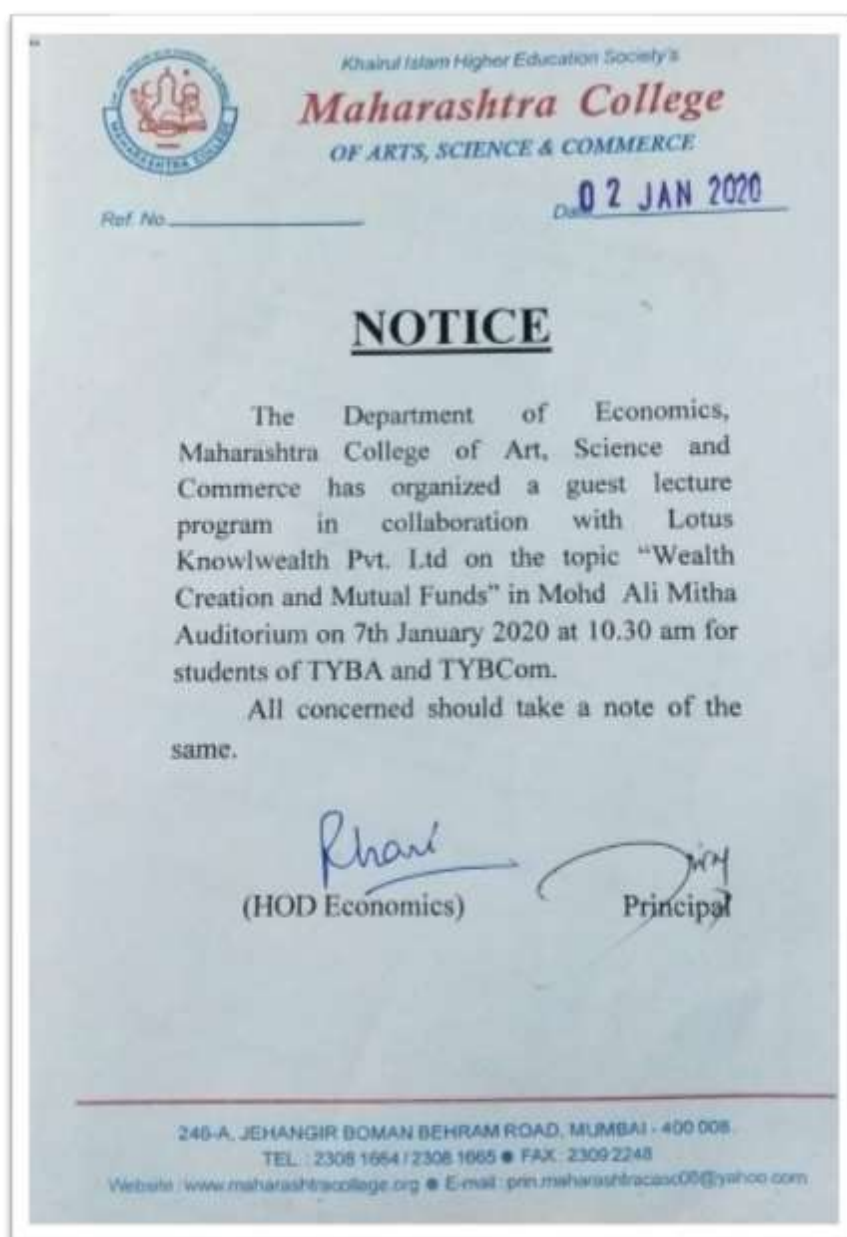 Khairul Islam Higher Education Society's
Maharashtra College
OF ARTS, SCIENCE & COMMERCE
MAHARASHTRA COLLEGE
02 JAN 2020
Ref. No.
NOTICE
The Department of Economics,
Maharashtra College of Art, Science and
Commerce has organized a guest lecture
program in collaboration with Lotus
Knowlwealth Pvt. Ltd on the topic “Wealth
Creation and Mutual Funds” in Mohd Ali Mitha
Auditorium on 7th January 2020 at 10.30 am for
students of TYBA and TYBCom.
All concerned should take a note of the
same.
(HOD Economics) Principal
246-A, JEHANGIR BOMAN BEHRAM ROAD, MUMBAI - 400 008.
TEL. : 2308 1664 / 2308 1665 ● FAX : 2309 2248
Website : www.maharashtracollege.org ● E-mail : prin.maharashtracasc08@yahoo.com